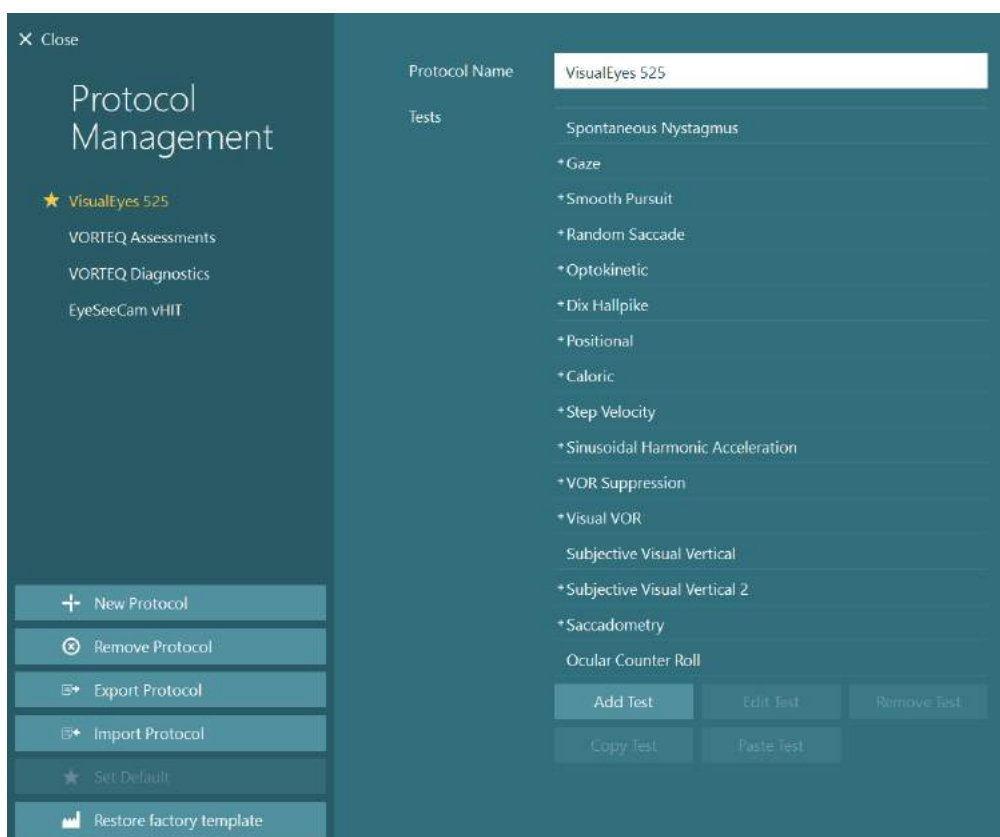 Close
Protocol
Management
VisualEyes 525
VORTEQ Assessments
VORTEQ Diagnostics
EyeSeeCam vHIT
New Protocol
Remove Protocol
Export Protocol
Import Protocol
Set Default
Restore factory template
Protocol Name
VisualEyes 525
Tests
Spontaneous Nystagmus
+Gaze
+Smooth Pursuit
+Random Saccade
+Optokinetic
+Dix Hallpike
+Positional
+Caloric
+Step Velocity
+Sinusoidal Harmonic Acceleration
+VOR Suppression
+Visual VOR
Subjective Visual Vertical
+Subjective Visual Vertical 2
+Saccadometry
Ocular Counter Roll
Add Test Edit Test Remove Test
Copy Test Paste Test